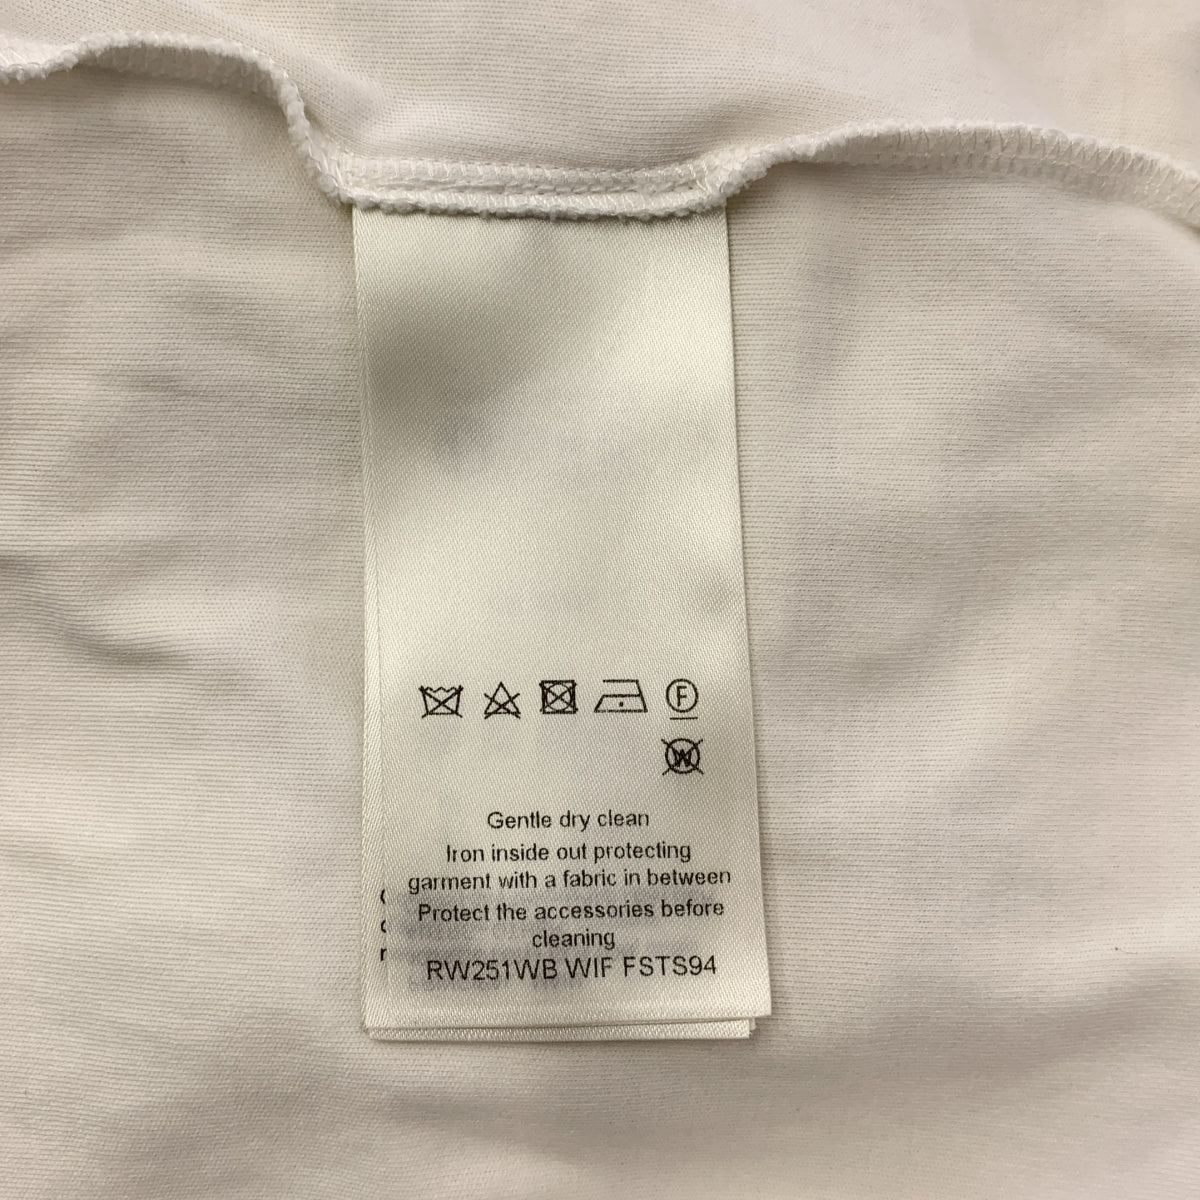 F
W
Gentle dry clean
Iron inside out protecting
garment with a fabric in between
Protect the accessories before
cleaning
RW251WB WIF FSTS94